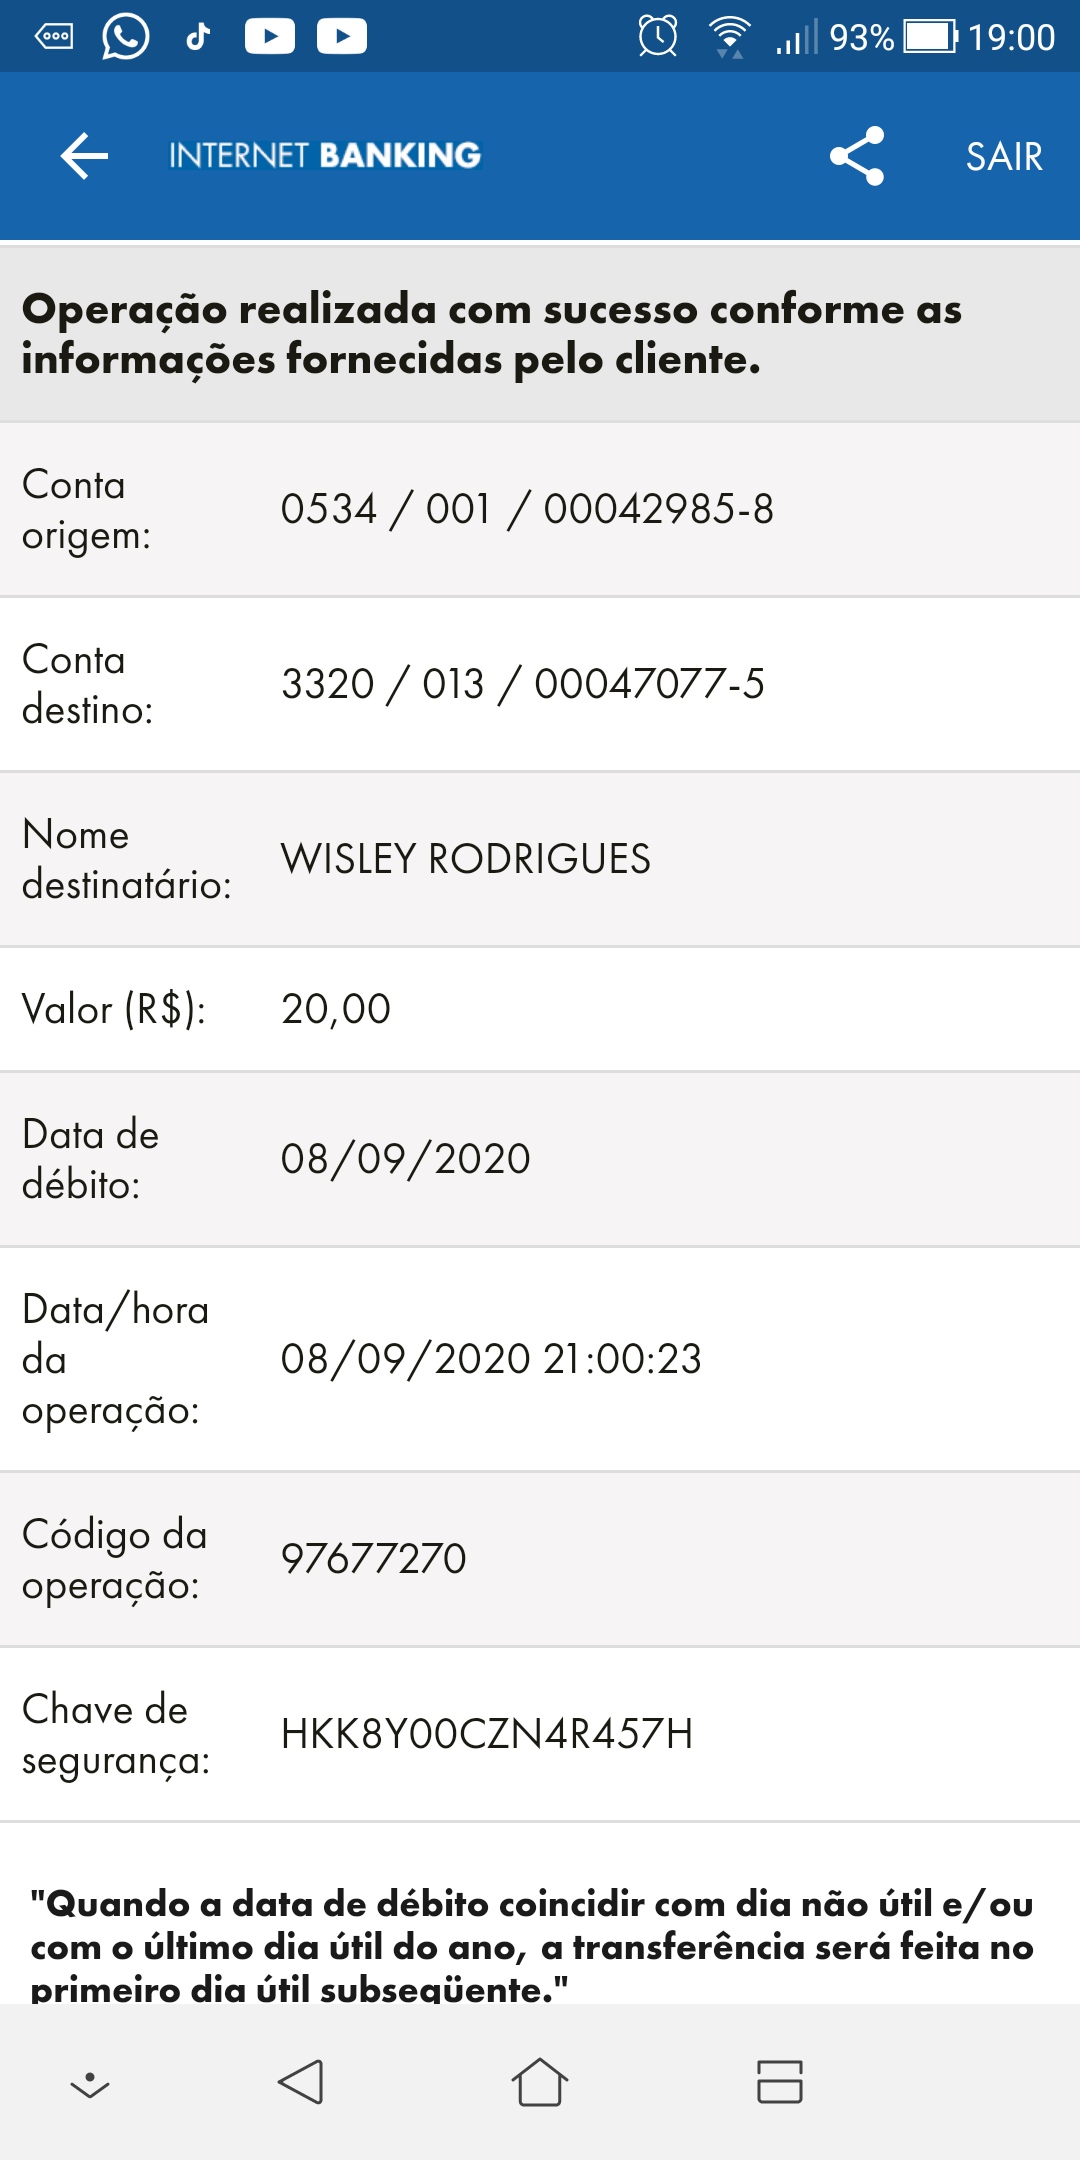 93% 19:00
INTERNET BANKING SAIR
Operação realizada com sucesso conforme as
informações fornecidas pelo cliente.
Conta
origem:
0534 / 001 / 00042985-8
Conta
destino:
3320 / 013 / 00047077-5
Nome
destinatário:
WISLEY RODRIGUES
Valor (R$): 20,00
Data de
débito:
08/09/2020
Data/hora
da
operação:
08/09/2020 21:00:23
Código da
operação:
97677270
Chave de
segurança:
HKK8Y00CZN4R457H
"Quando a data de débito coincidir com dia não útil e/ou
com o último dia útil do ano, a transferência será feita no
primeiro dia útil subseqüente."